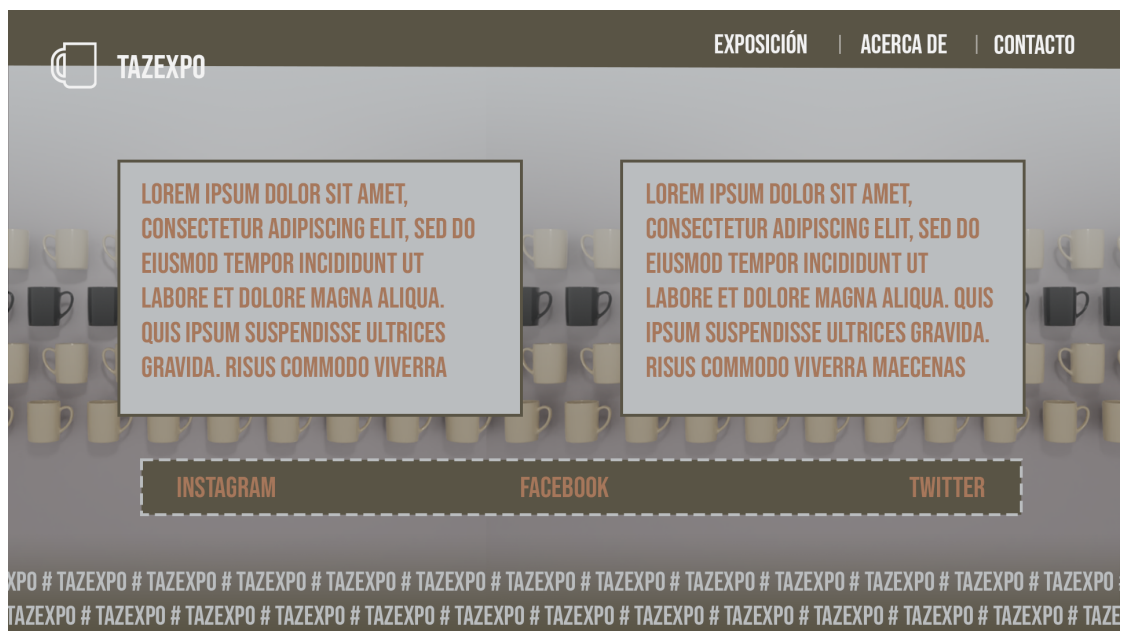 EXPOSICIÓN | ACERCA DE | CONTACTO
TAZEXPO
LOREM IPSUM DOLOR SIT AMET,
CONSECTETUR ADIPISCING ELIT, SED DO
EIUSMOD TEMPOR INCIDIDUNT UT
LABORE ET DOLORE MAGNA ALIQUA.
QUIS IPSUM SUSPENDISSE ULTRICES
GRAVIDA. RISUS COMMODO VIVERRA
LOREM IPSUM DOLOR SIT AMET,
CONSECTETUR ADIPISCING ELIT, SED DO
EIUSMOD TEMPOR INCIDIDUNT UT
LABORE ET DOLORE MAGNA ALIQUA. QUIS
IPSUM SUSPENDISSE ULTRICES GRAVIDA.
RISUS COMMODO VIVERRA MAECENAS
INSTAGRAM FACEBOOK TWITTER
XPO # TAZEXPO # TAZEXPO # TAZEXPO # TAZEXPO # TAZEXPO # TAZEXPO # TAZEXPO # TAZEXPO # TAZEXPO # TAZEXPO # TAZEXPO # TAZEXPO
TAZEXPO # TAZEXPO # TAZEXPO # TAZEXPO # TAZEXPO # TAZEXPO # TAZEXPO # TAZEXPO # TAZEXPO # TAZEXPO # TAZEXPO # TAZEXPO # TAZE